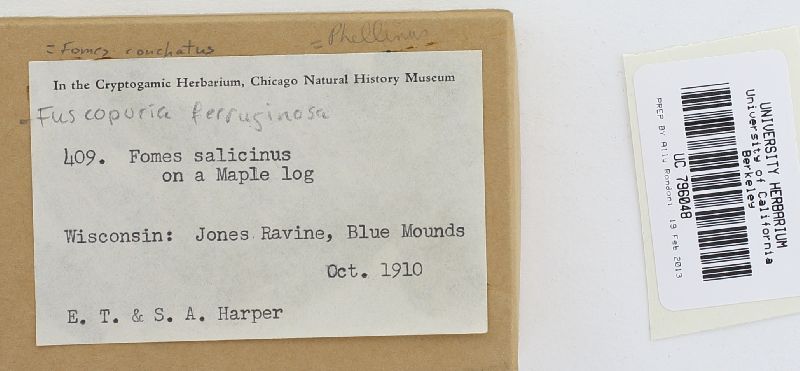 = Fomes conchatus
= Phellinus
In the Cryptogamic Herbarium, Chicago Natural History Museum
Fuscoporia ferruginosa
409. Fomes salicinus
on a Maple log
Wisconsin: Jones Ravine, Blue Mounds
Oct. 1910
E. T. & S. A. Harper
UNIVERSITY HERBARIUM
University of California
Berkeley
UC 796048
PREP BY Ally Rondoni 19 Feb 2013